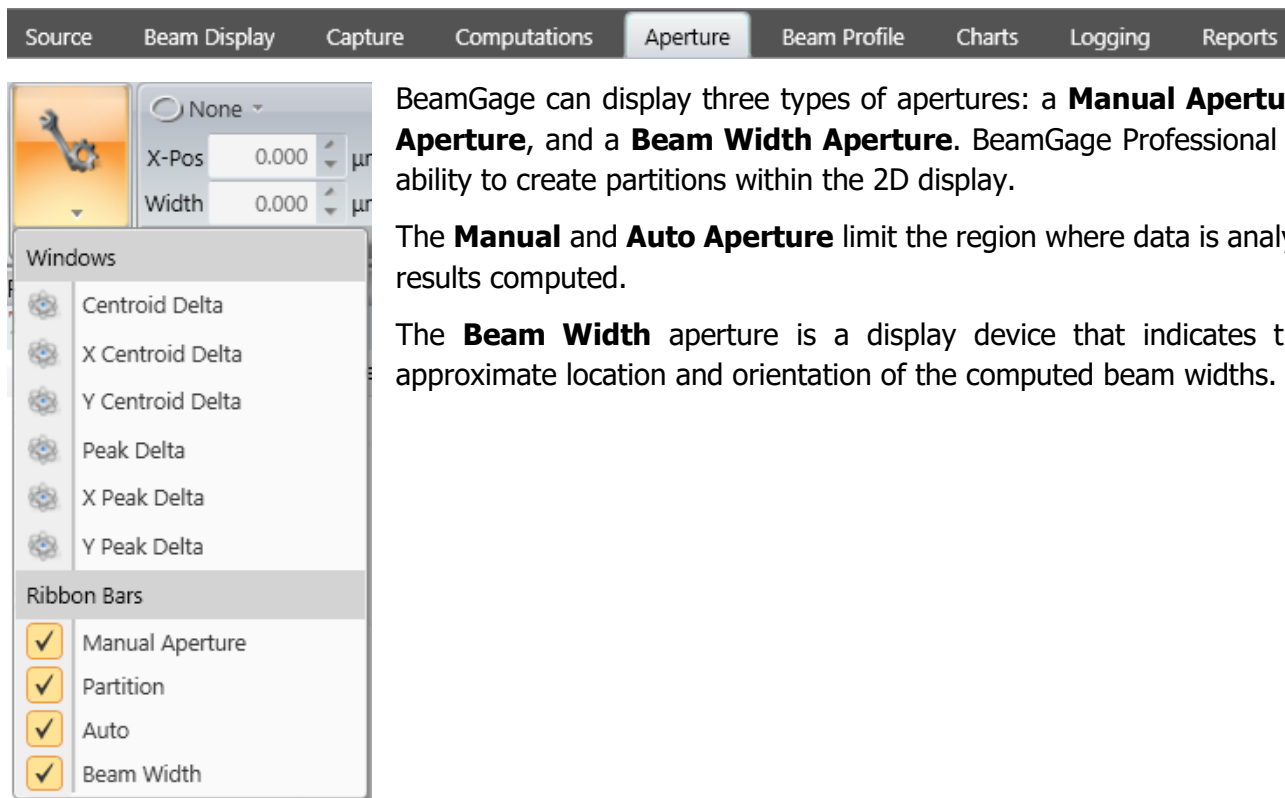 Source Beam Display Capture Computations Aperture Beam Profile Charts Logging Reports
None
X-Pos 0.000
Width 0.000
Windows
Centroid Delta
X Centroid Delta
Y Centroid Delta
Peak Delta
X Peak Delta
Y Peak Delta
Ribbon Bars
Manual Aperture
Partition
Auto
Beam Width
BeamGage can display three types of apertures: a Manual
Aperture, and a Beam Width Aperture. BeamGage Professional
ability to create partitions within the 2D display.
The Manual and Auto Aperture limit the region where data is
results computed.
The Beam Width aperture is a display device that indicates
approximate location and orientation of the computed beam widths.